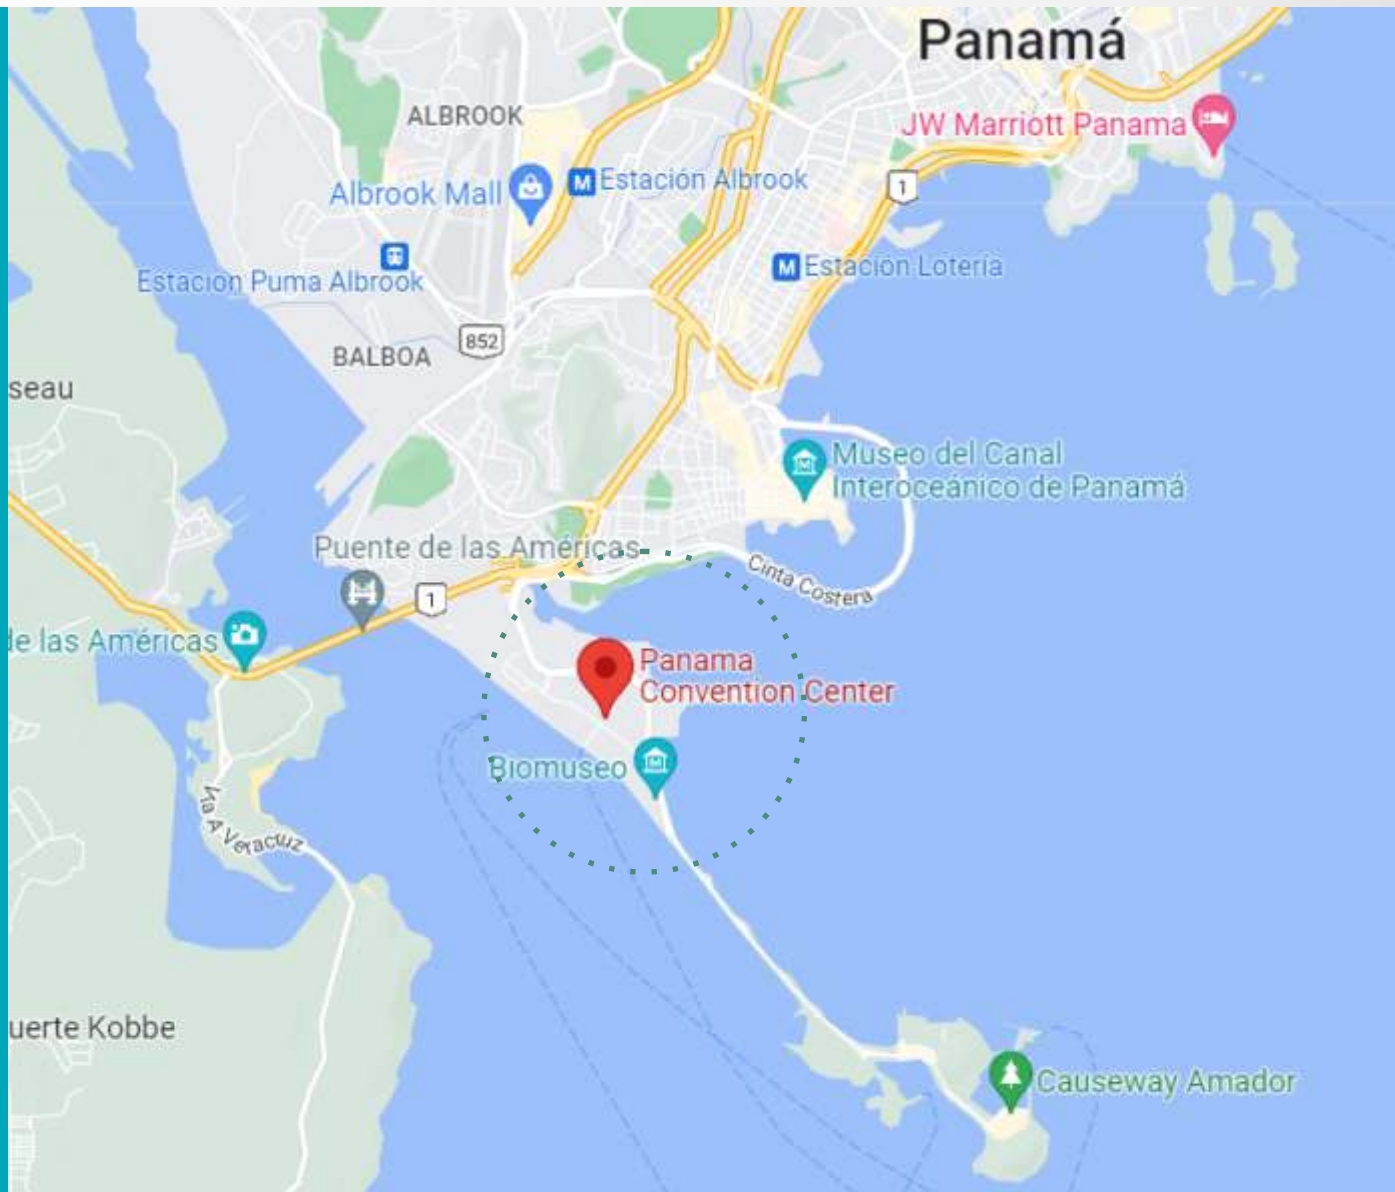 Panamá
ALBROOK
JW Marriott Panama
1
Albrook Mall
M Estación Albrook
Estación Puma Albrook
M Estación Lotería
852
BALBOA
seau
Museo del Canal
Interoceánico de Panamá
Puente de las Américas
1
Cinta Costera
de las Américas
Panama
Convention Center
Biomuseo
Vía A Veracruz
uerte Kobbe
Causeway Amador